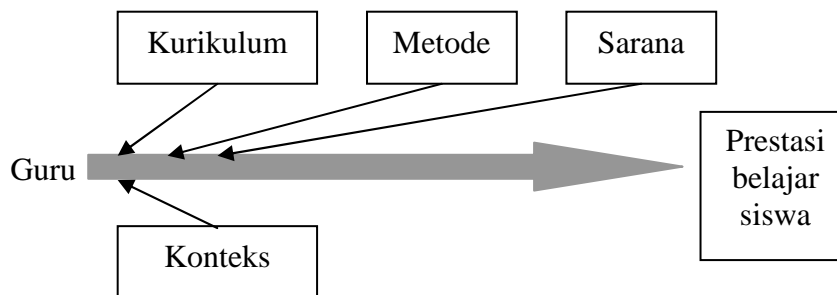 Kurikulum
Metode
Sarana
Guru
Prestasi
belajar
siswa
Konteks